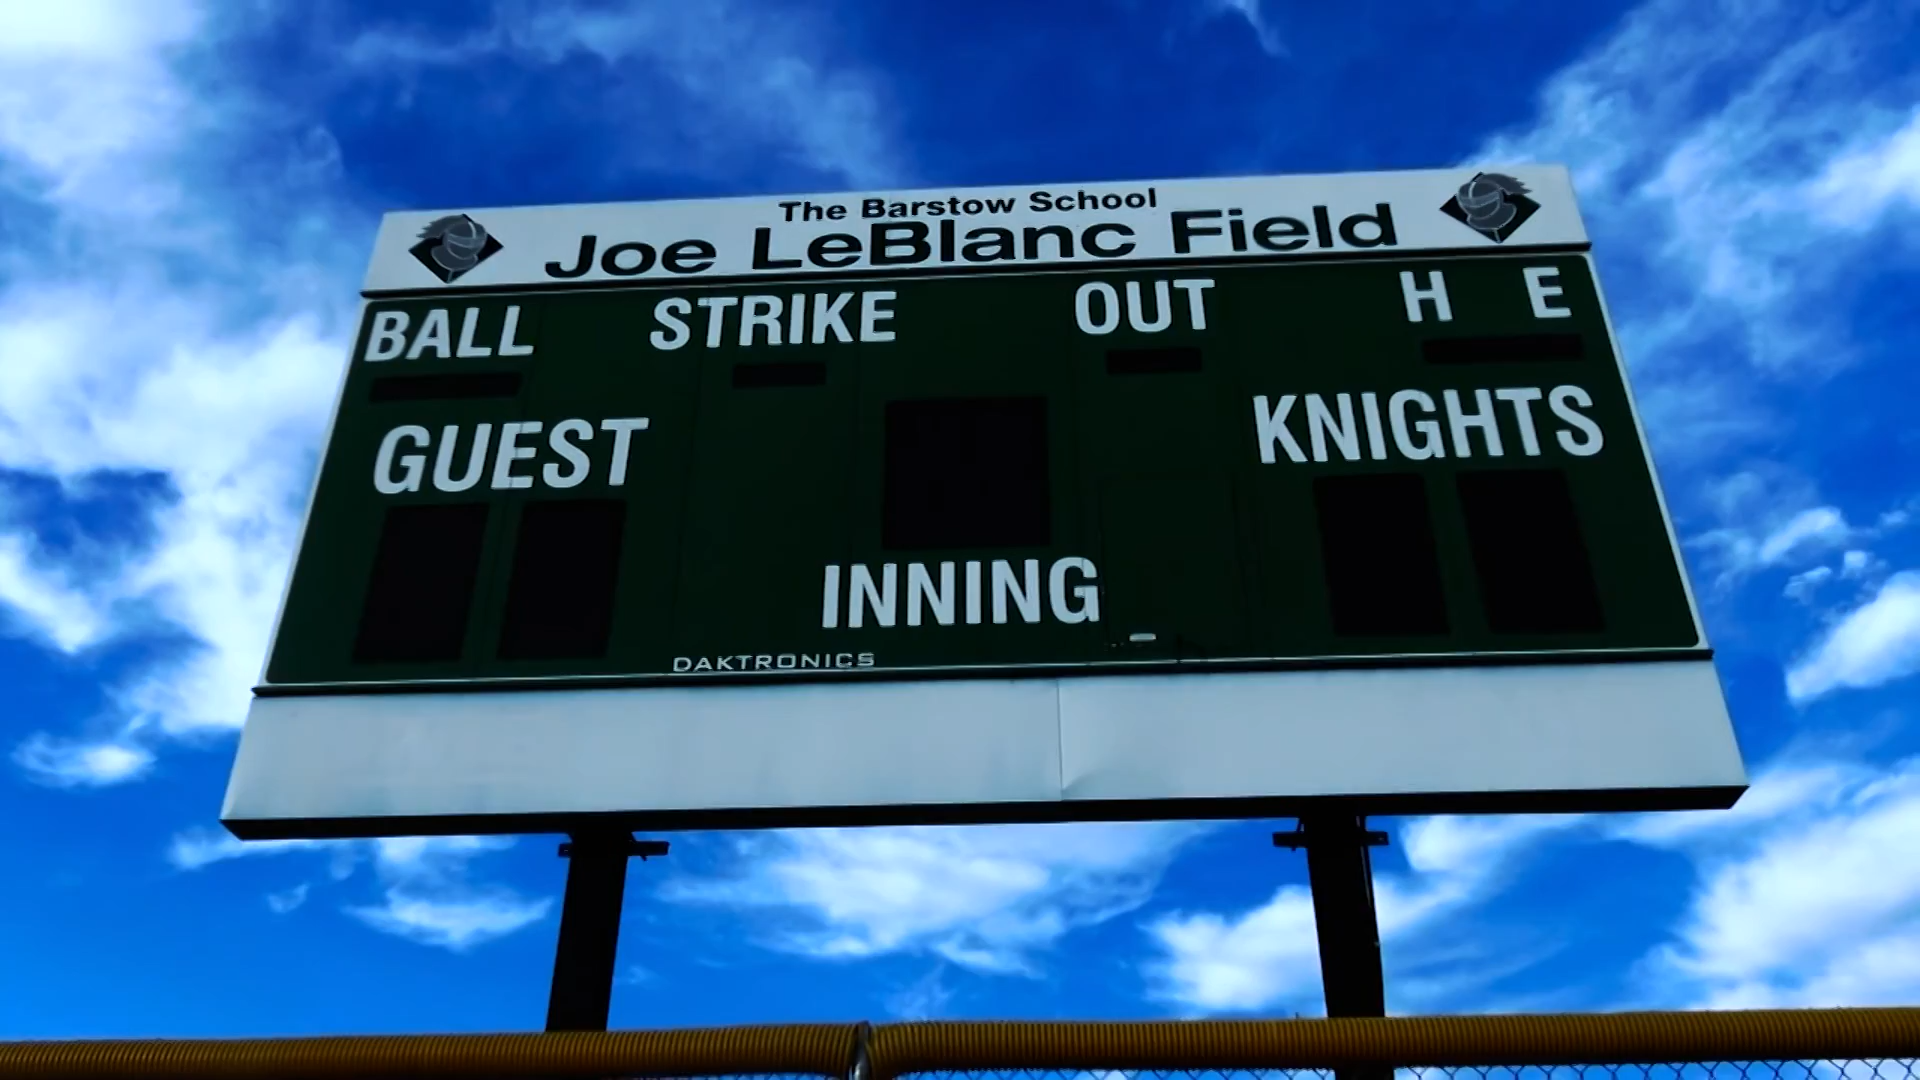 The Barstow School
Joe LeBlanc Field
BALL STRIKE OUT H E
GUEST KNIGHTS
INNING
DAKTRONICS